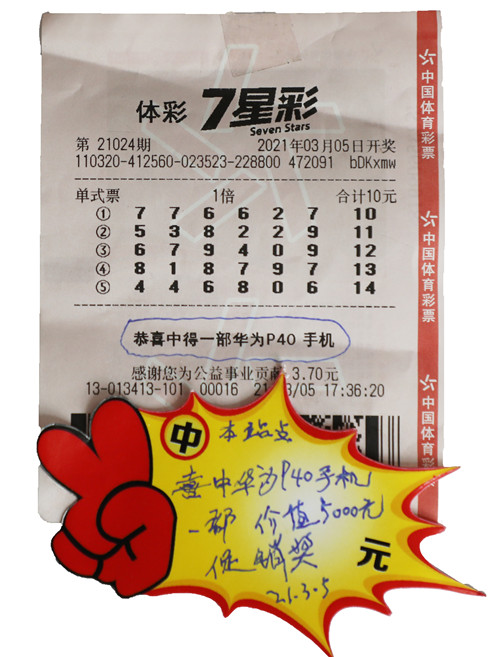 体彩 7星彩
Seven Stars
第 21024期 2021年03月05日开奖
110320-412560-023523-228800 472091 bDKxmw
单式票 1倍 合计10元
① 7 7 6 6 2 7 10
② 5 3 8 2 2 9 11
③ 6 7 9 4 0 9 12
④ 8 1 8 7 9 7 13
⑤ 4 4 6 8 0 6 14
恭喜中得一部华为P40 手机
感谢您为公益事业贡献 3.70元
13-013413-101 00016 21/03/05 17:36:20
中国体育彩票
中国体育彩票
中国体育彩票
中 本站点
喜中华为P40手机
一部 价值5000元
促销奖 元
21.3.5